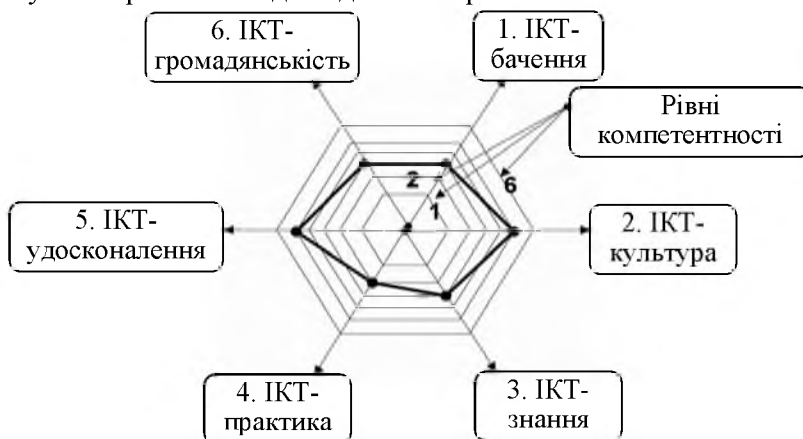 6. ІКТ-
громадянськість
1. ІКТ-
бачення
Рівні
компетентності
2
6
1
5. ІКТ-
удосконалення
2. ІКТ-
культура
4. ІКТ-
практика
3. ІКТ-
знання